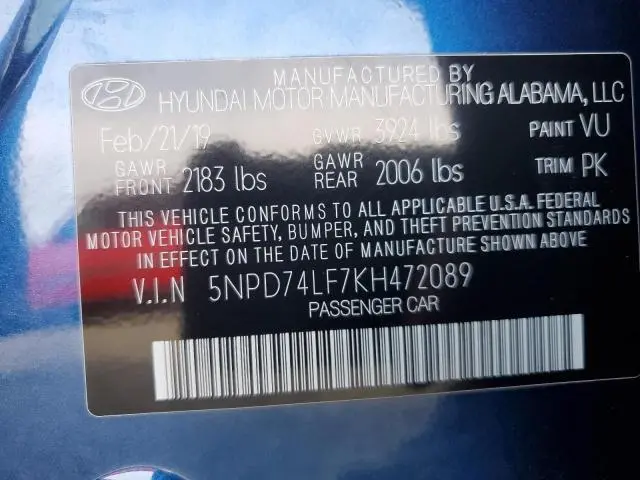 MANUFACTURED BY
HYUNDAI MOTOR MANUFACTURING ALABAMA, LLC
Feb/21/19 GVWR 3924 lbs PAINT VU
GAWR FRONT 2183 lbs GAWR REAR 2006 lbs TRIM PK
THIS VEHICLE CONFORMS TO ALL APPLICABLE U.S.A. FEDERAL
MOTOR VEHICLE SAFETY, BUMPER, AND THEFT PREVENTION STANDARDS
IN EFFECT ON THE DATE OF MANUFACTURE SHOWN ABOVE
V.I.N 5NPD74LF7KH472089
PASSENGER CAR